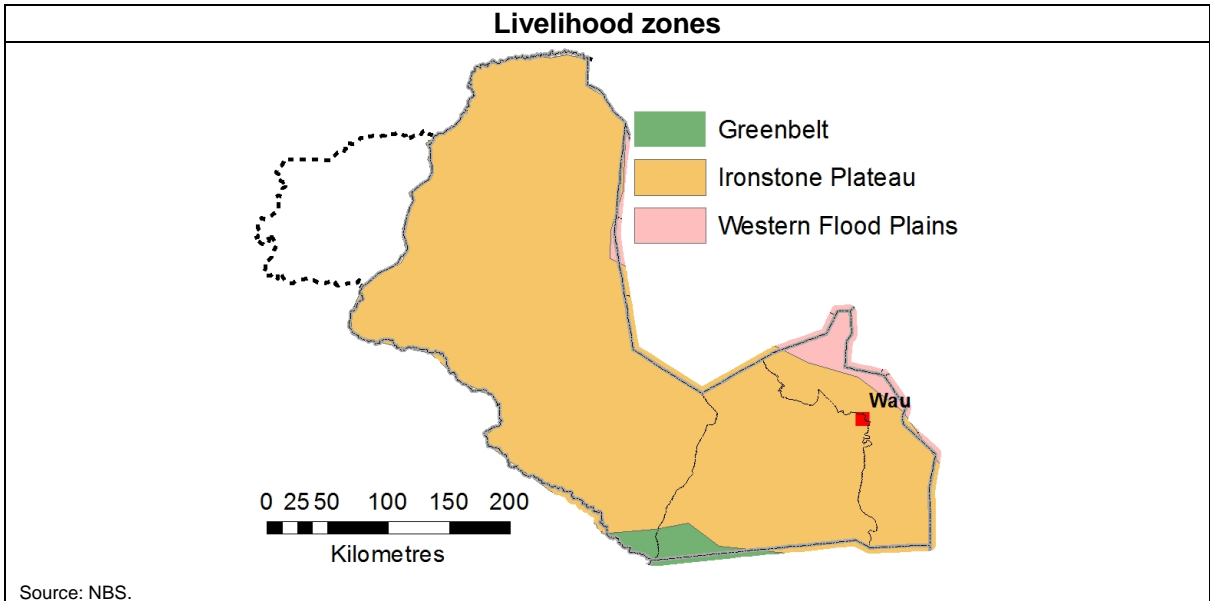 Livelihood zones
Greenbelt
Ironstone Plateau
Western Flood Plains
Wau
0 25 50 100 150 200
Kilometres
Source: NBS.